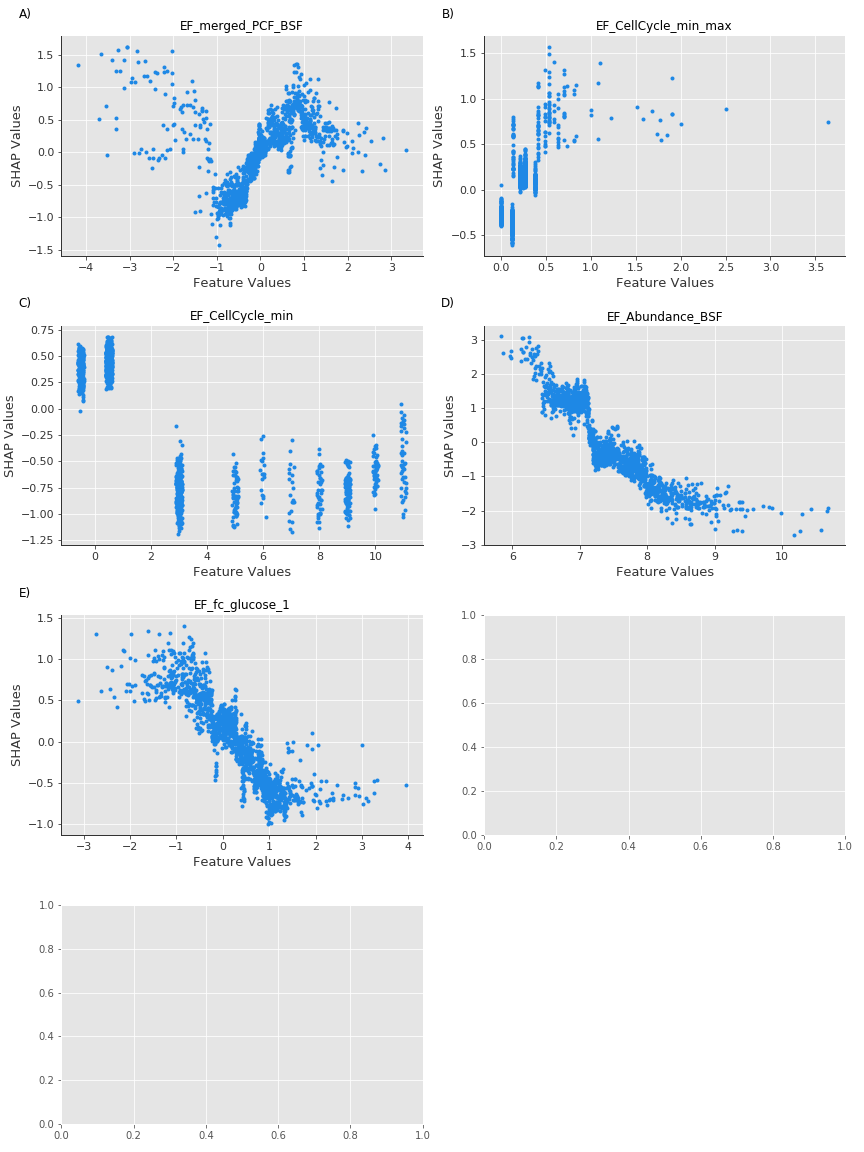 A)
EF_merged_PCF_BSF
SHAP Values
1.5
1.0
0.5
0.0
−0.5
−1.0
−1.5
−4 −3 −2 −1 0 1 2 3
Feature Values
B)
EF_CellCycle_min_max
SHAP Values
1.5
1.0
0.5
0.0
−0.5
0.0 0.5 1.0 1.5 2.0 2.5 3.0 3.5
Feature Values
C)
EF_CellCycle_min
SHAP Values
0.75
0.50
0.25
0.00
−0.25
−0.50
−0.75
−1.00
−1.25
0 2 4 6 8 10
Feature Values
D)
EF_Abundance_BSF
SHAP Values
3
2
1
0
−1
−2
−3
6 7 8 9 10
Feature Values
E)
EF_fc_glucose_1
SHAP Values
1.5
1.0
0.5
0.0
−0.5
−1.0
−3 −2 −1 0 1 2 3 4
Feature Values
1.0
0.8
0.6
0.4
0.2
0.0
0.0 0.2 0.4 0.6 0.8 1.0
1.0
0.8
0.6
0.4
0.2
0.0
0.0 0.2 0.4 0.6 0.8 1.0